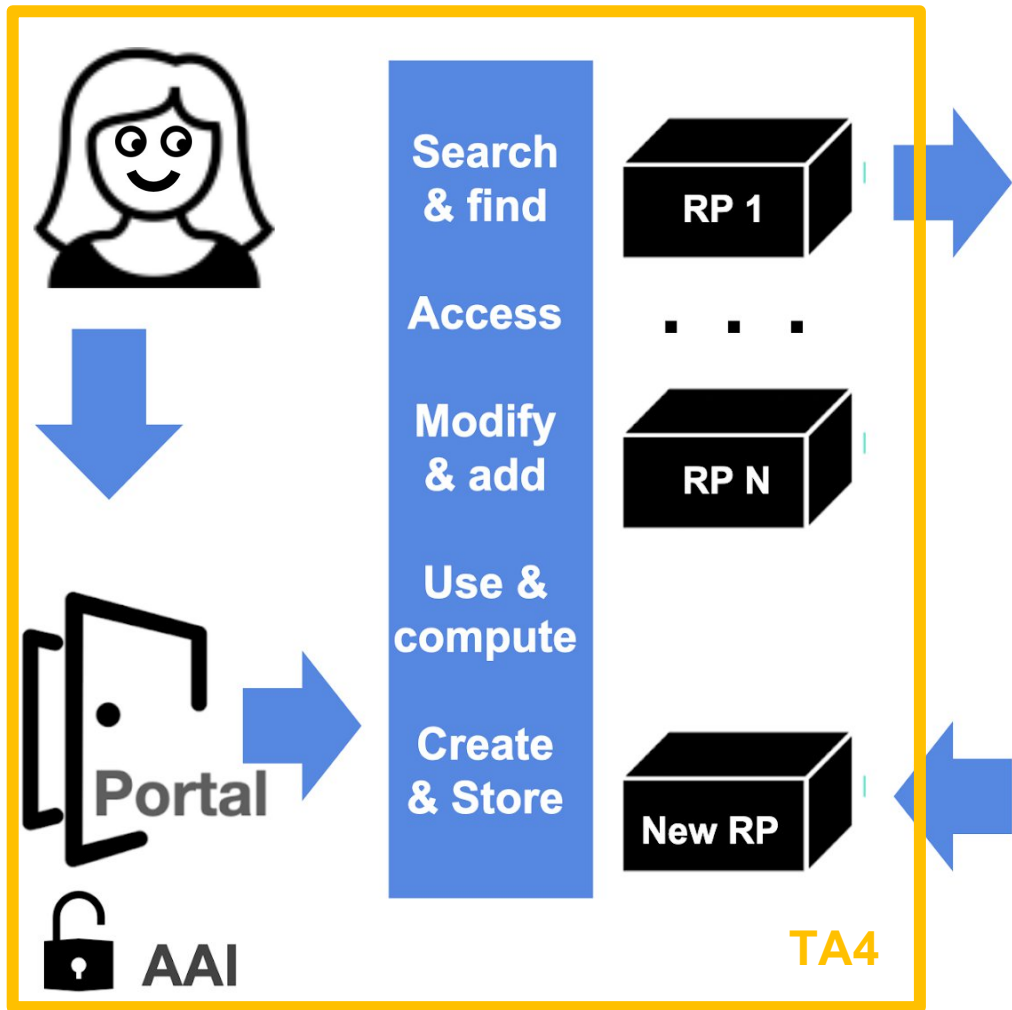 Search
& find
Access
Modify
& add
Use &
compute
Create
& Store
RP 1
. . .
RP N
New RP
Portal
AAI
TA4